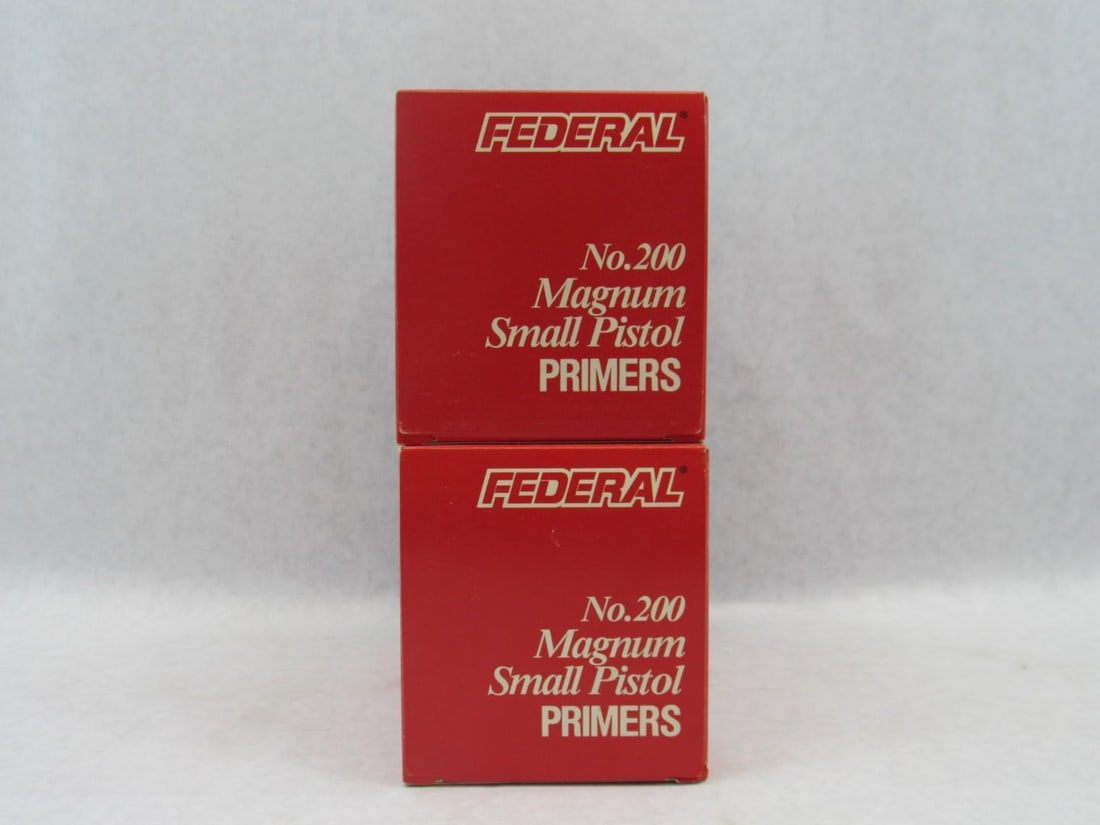 FEDERAL®
No.200
Magnum
Small Pistol
PRIMERS
FEDERAL®
No.200
Magnum
Small Pistol
PRIMERS